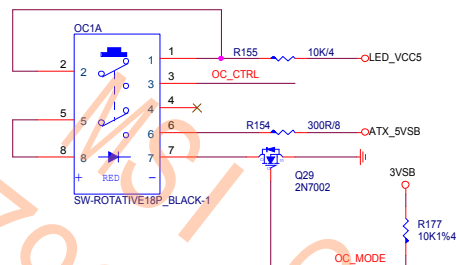 OC1A
1
2
3
4
5
6
7
8
+ RED -
SW-ROTATIVE18P_BLACK-1
1
2
3
4
5
6
7
8
R155
10K/4
LED_VCC5
OC_CTRL
R154
300R/8
ATX_5VSB
Q29
2N7002
3VSB
R177
10K1%4
OC_MODE
MSI